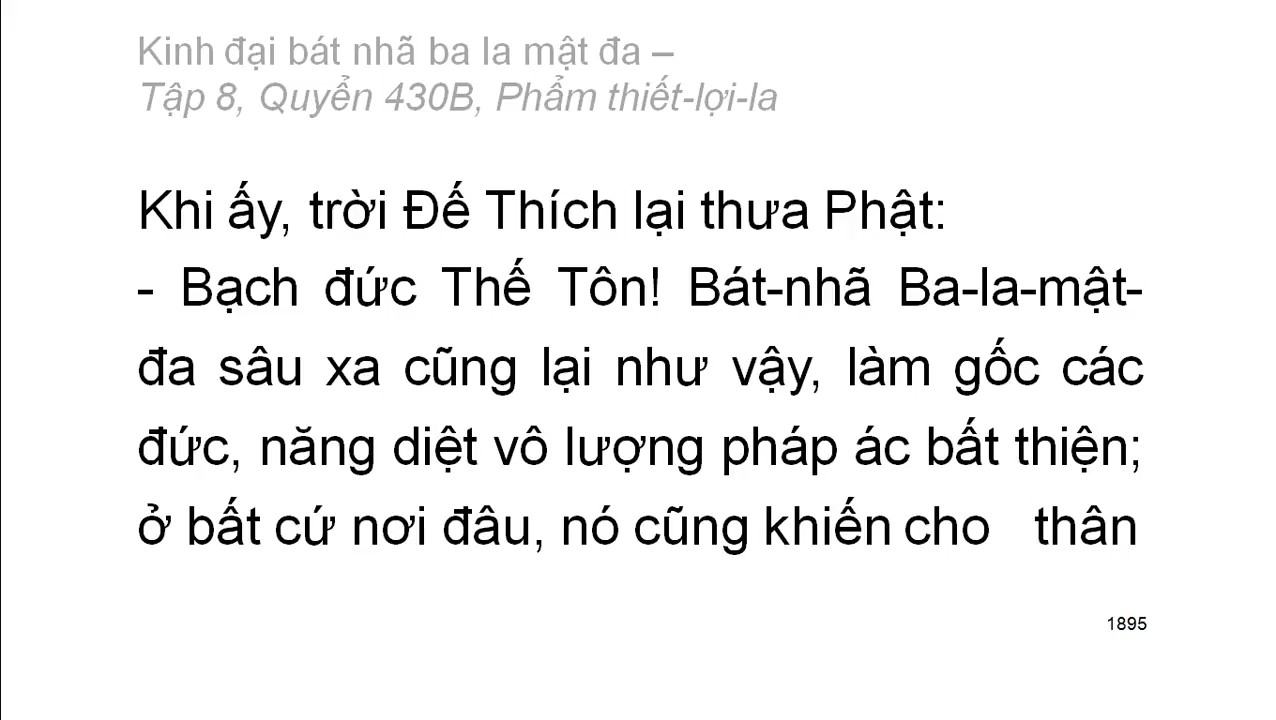 Kinh đại bát nhã ba la mật đa –
Tập 8, Quyển 430B, Phẩm thiết-lợi-la
Khi ấy, trời Đế Thích lại thưa Phật:
- Bạch đức Thế Tôn! Bát-nhã Ba-la-mật-
đa sâu xa cũng lại như vậy, làm gốc các
đức, năng diệt vô lượng pháp ác bất thiện;
ở bất cứ nơi đâu, nó cũng khiến cho thân
1895